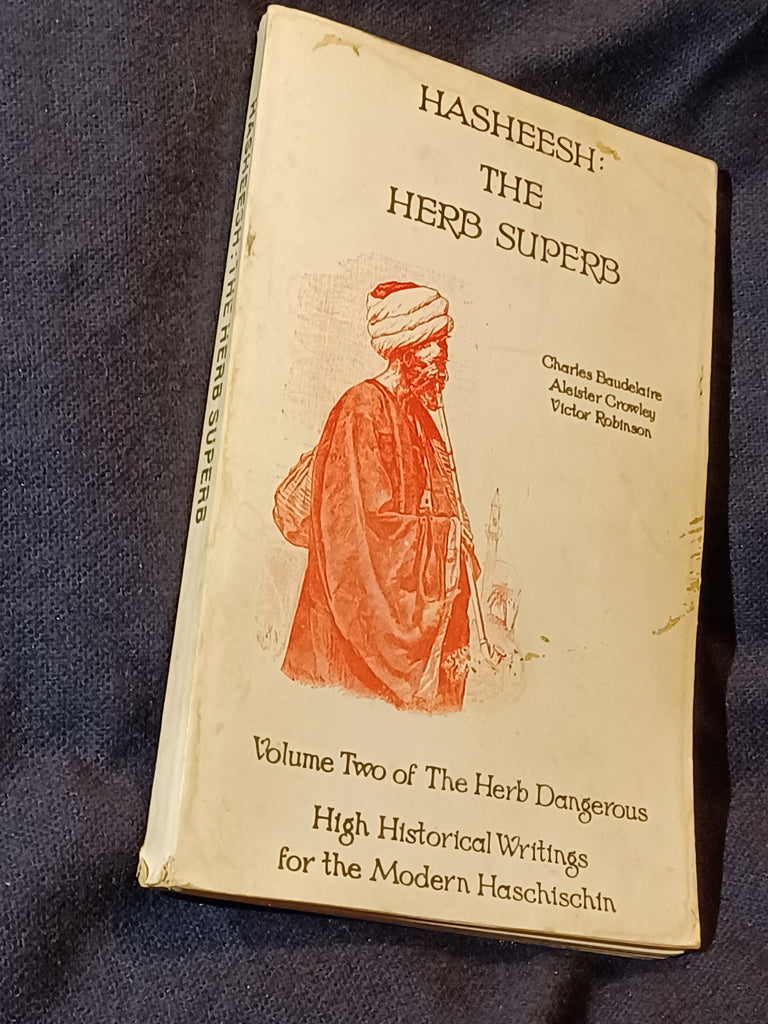 HASHEESH:
THE
HERB SUPERB
Charles Baudelaire
Aleister Crowley
Victor Robinson
Volume Two of The Herb Dangerous
High Historical Writings
for the Modern Haschischin
HASHEESH: THE HERB SUPERB